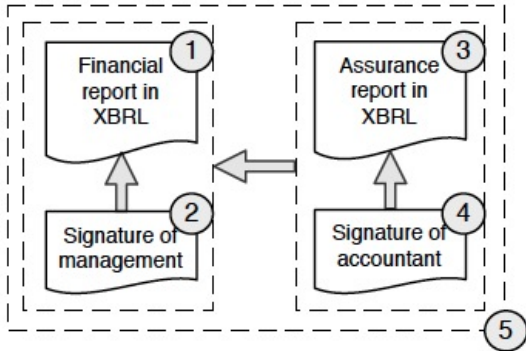 1
Financial
report in
XBRL
2
Signature of
management
3
Assurance
report in
XBRL
4
Signature of
accountant
5